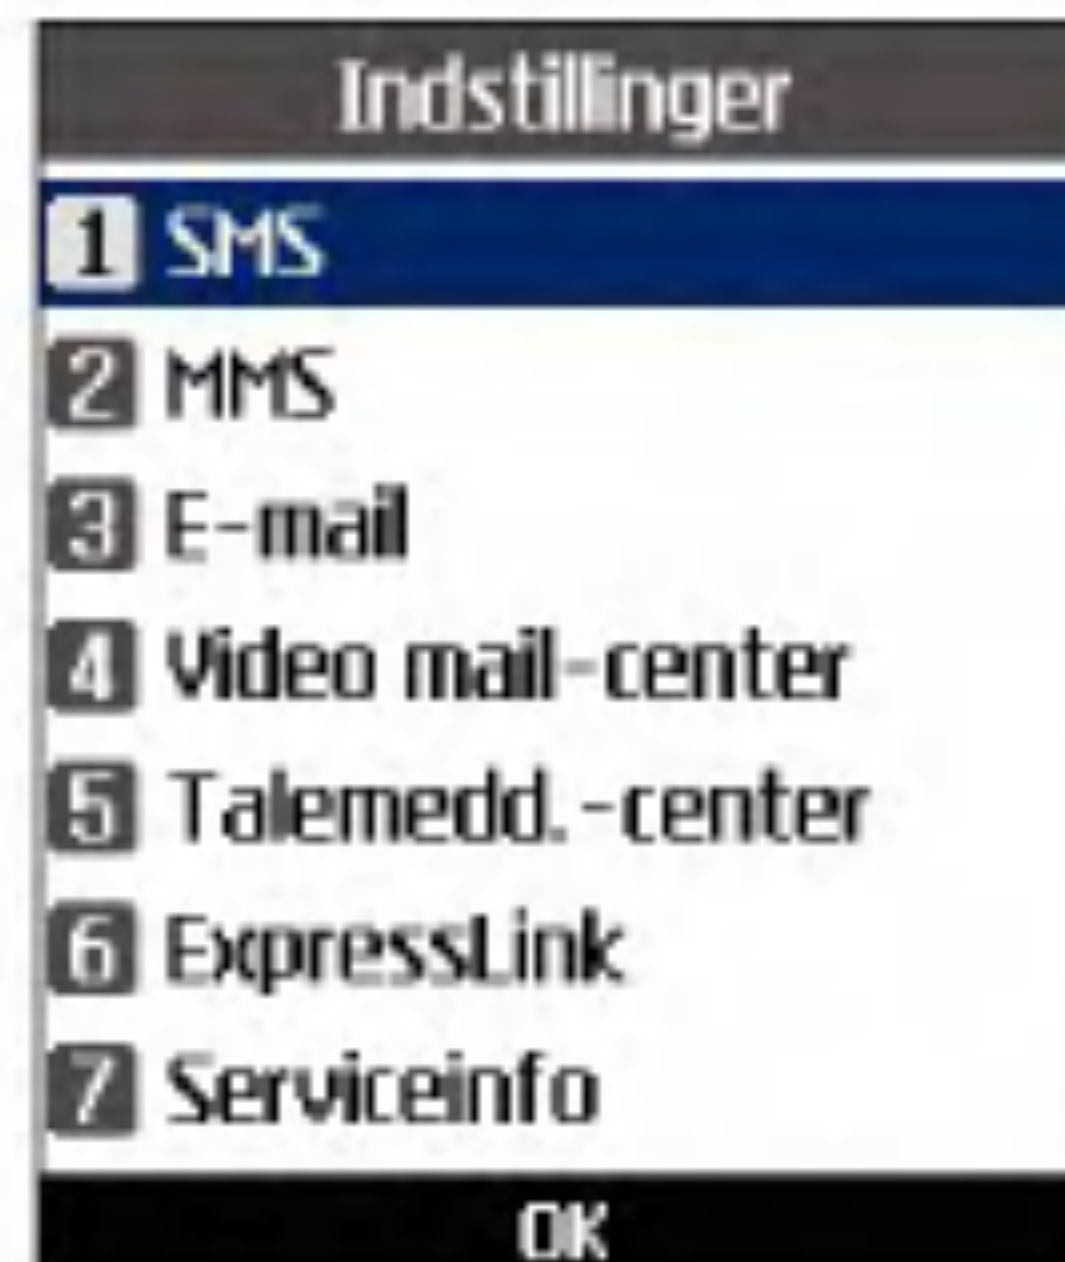 Indstillinger
1 SMS
2 MMS
3 E-mail
4 Video mail-center
5 Talemedd.-center
6 ExpressLink
7 Serviceinfo
OK